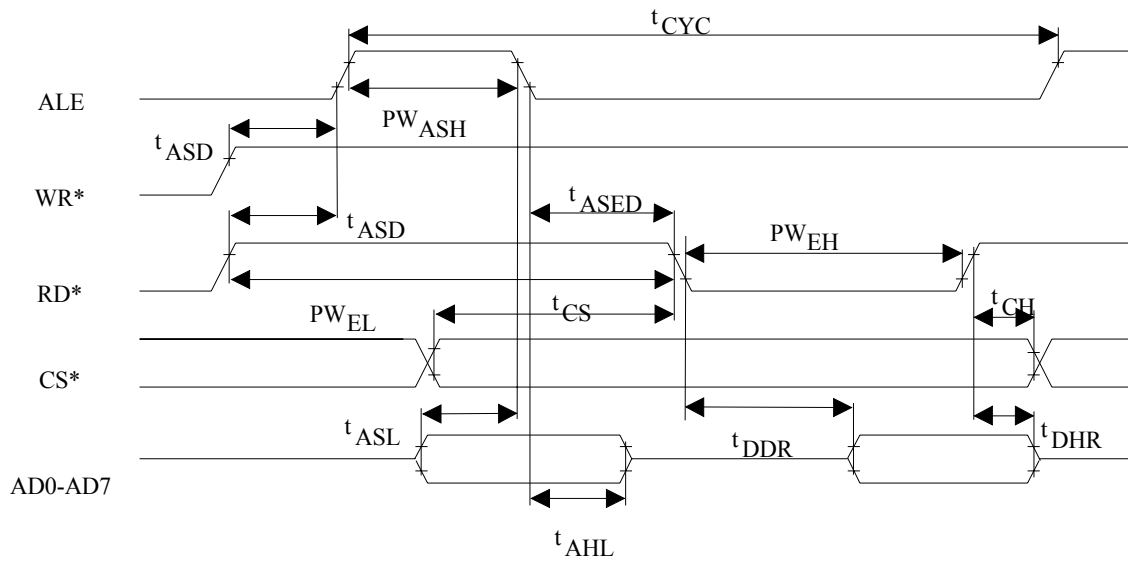 tCYC
ALE
PWASH
tASD
WR*
tASED
tASD
PWEH
RD*
tCS
tCH
PWEL
CS*
tASL
tDDR
tDHR
AD0-AD7
tAHL